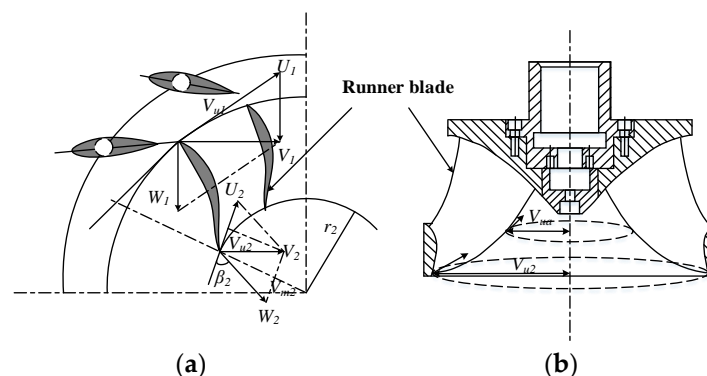 U1
Vu1
Runner blade
V1
W1
U2
r2
Vu2
V2
β2
Vm2
W2
Vua
Vu2
(a)
(b)